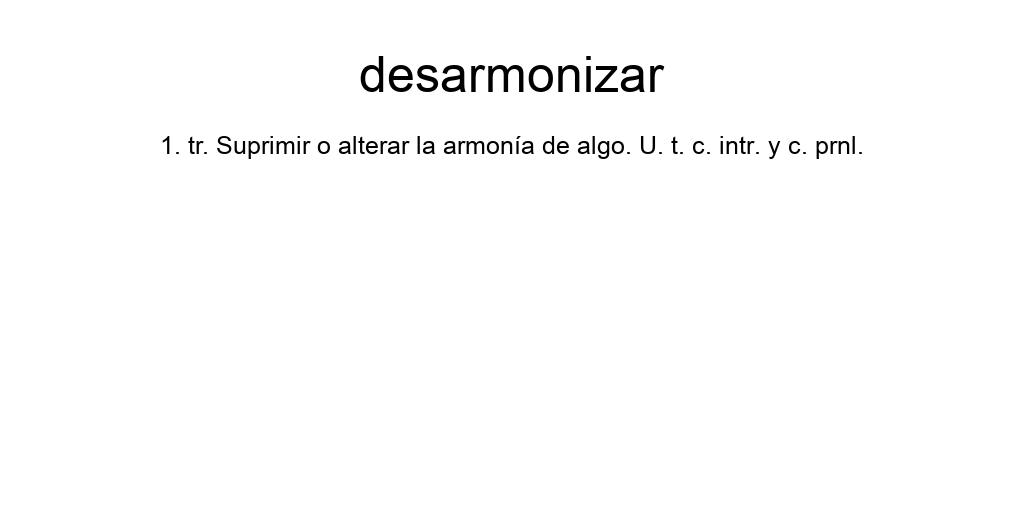 desarmonizar
1. tr. Suprimir o alterar la armonía de algo. U. t. c. intr. y c. prnl.